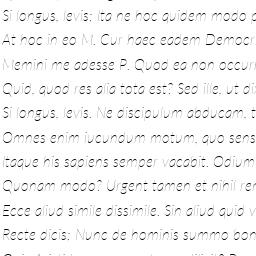 Si longus, levis; Ita ne hoc quidem modo p
At hoc in eo M. Cur haec eadem Democr
Memini me adesse P. Quod ea non occurr
Quid, quod res alia tota est? Sed ille, ut di
Si longus, levis. Ne discipulum abducam, t
Omnes enim iucundum motum, quo sens
Itaque his sapiens semper vacabit. Odium
Quonam modo? Urgent tamen et nihil rer
Ecce aliud simile dissimile. Sin aliud quid v
Recte dicis; Nunc de hominis summo bon